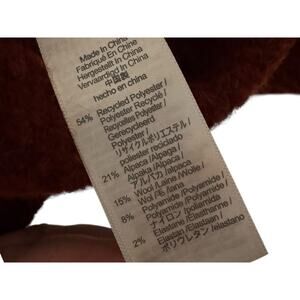 Made In China
Fabriqué En Chine
Hergestellt In China
Vervaardigd In China
中国製
hecho en china
54% Recycled Polyester/
Polyester Recyclé/
Recyceltes Polyester/
Gerecycleerd
Polyester/
リサイクルポリエステル/
poliester reciclado
21% Alpaca/Alpaga/
Alpaka/Alpaca/
アルパカ/alpaca
15% Wool/Laine/Wolle/
Wol/毛/lana
8% Polyamide/Polyamide/
Polyamid/Polyamide/
ナイロン/poliamida
2% Elastane/Elasthanne/
Elastan/Elastaan/
ポリウレタン/elastano